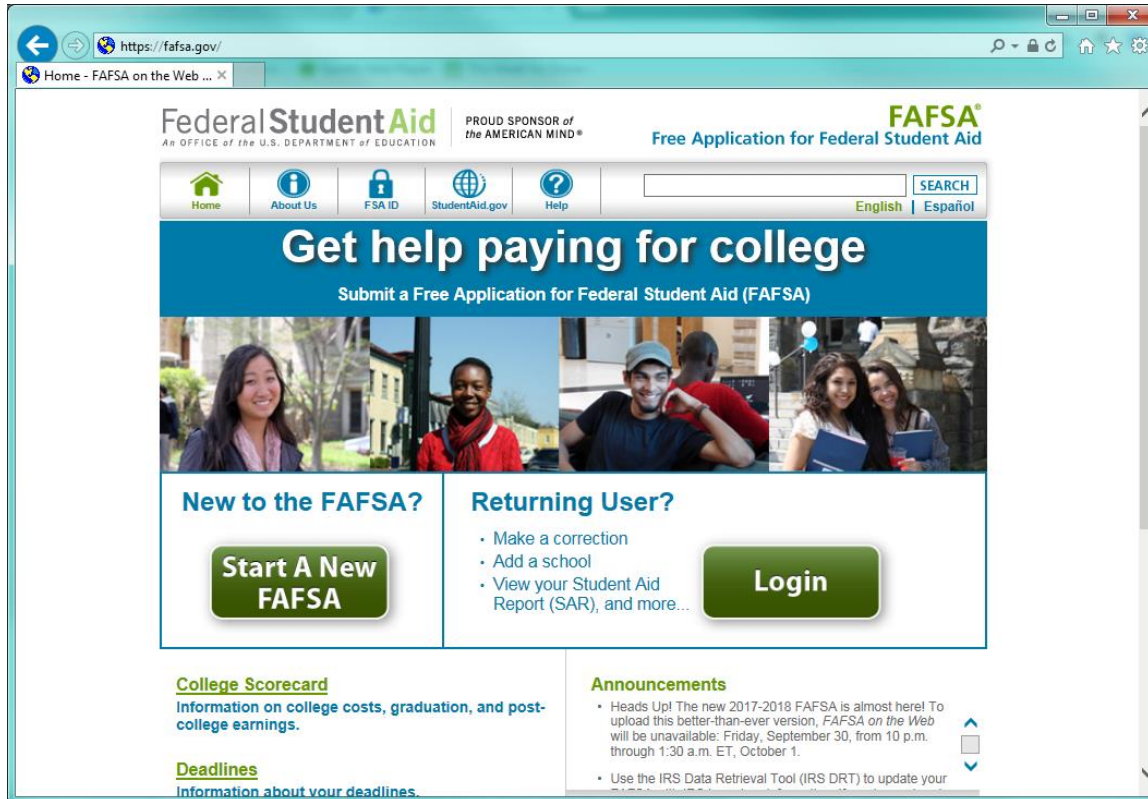 https://fafsa.gov/
Home - FAFSA on the Web ...
Federal Student Aid
An OFFICE of the U.S. DEPARTMENT of EDUCATION
PROUD SPONSOR of
the AMERICAN MIND®
FAFSA®
Free Application for Federal Student Aid
Home
About Us
FSA ID
StudentAid.gov
Help
SEARCH
English | Español
Get help paying for college
Submit a Free Application for Federal Student Aid (FAFSA)
New to the FAFSA?
Start A New
FAFSA
Returning User?
• Make a correction
• Add a school
• View your Student Aid
Report (SAR), and more...
Login
College Scorecard
Information on college costs, graduation, and post-
college earnings.
Deadlines
Information about your deadlines.
Announcements
• Heads Up! The new 2017-2018 FAFSA is almost here! To
upload this better-than-ever version, FAFSA on the Web
will be unavailable: Friday, September 30, from 10 p.m.
through 1:30 a.m. ET, October 1.
• Use the IRS Data Retrieval Tool (IRS DRT) to update your